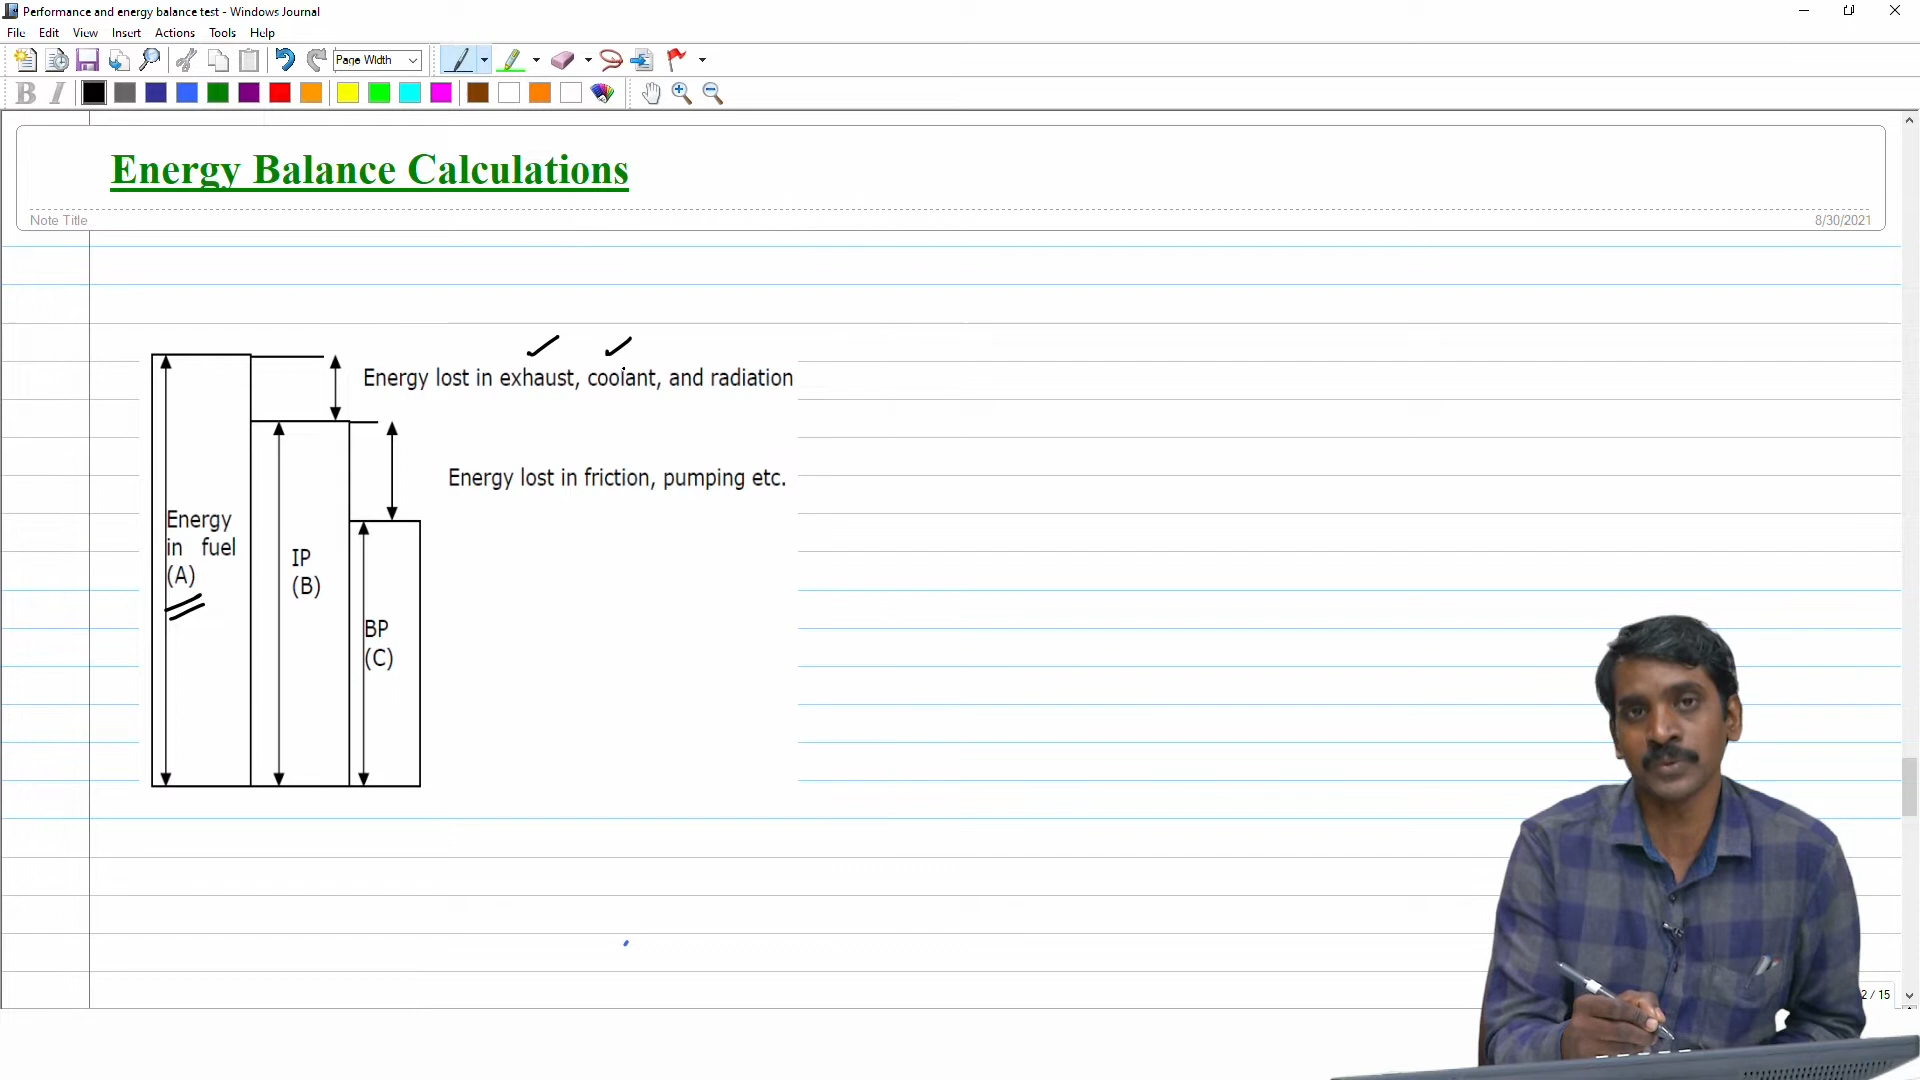 Performance and energy balance test - Windows Journal
File Edit View Insert Actions Tools Help
Page Width
B I
Energy Balance Calculations
Note Title
8/30/2021
Energy lost in exhaust, coolant, and radiation
Energy lost in friction, pumping etc.
Energy
in fuel
(A)
IP
(B)
BP
(C)
2 / 15